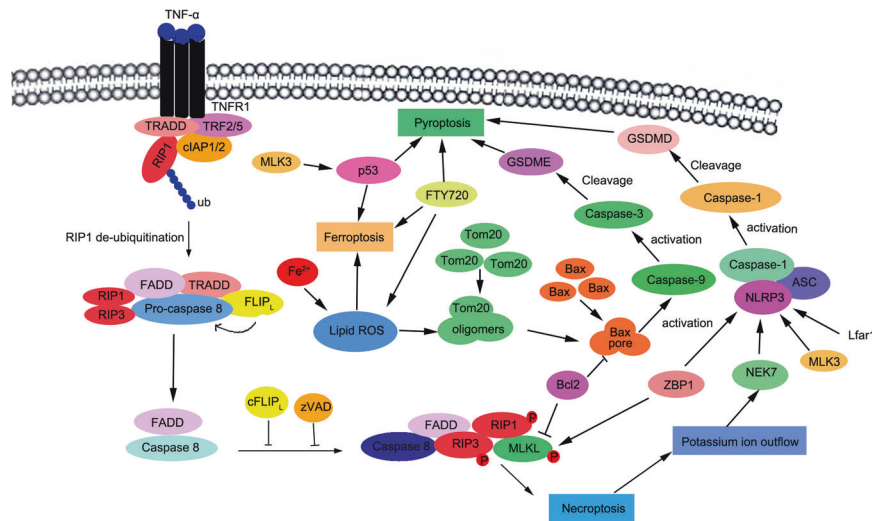 TNF-α
TNFR1
TRADD
TRF2/5
RIP1
cIAP1/2
ub
RIP1 de-ubiquitination
FADD
TRADD
RIP1
RIP3
Pro-caspase 8
FLIPL
FADD
Caspase 8
cFLIPL
zVAD
MLK3
p53
Pyroptosis
FTY720
Ferroptosis
Fe2+
Lipid ROS
Tom20
Tom20
Tom20
Tom20
oligomers
GSDME
Cleavage
Caspase-3
activation
Caspase-9
activation
Bax
Bax
Bax
Bax
pore
Bcl2
GSDMD
Cleavage
Caspase-1
activation
Caspase-1
ASC
NLRP3
Lfar1
MLK3
NEK7
ZBP1
Potassium ion outflow
FADD
RIP1
P
Caspase 8
RIP3
P
MLKL
P
Necroptosis